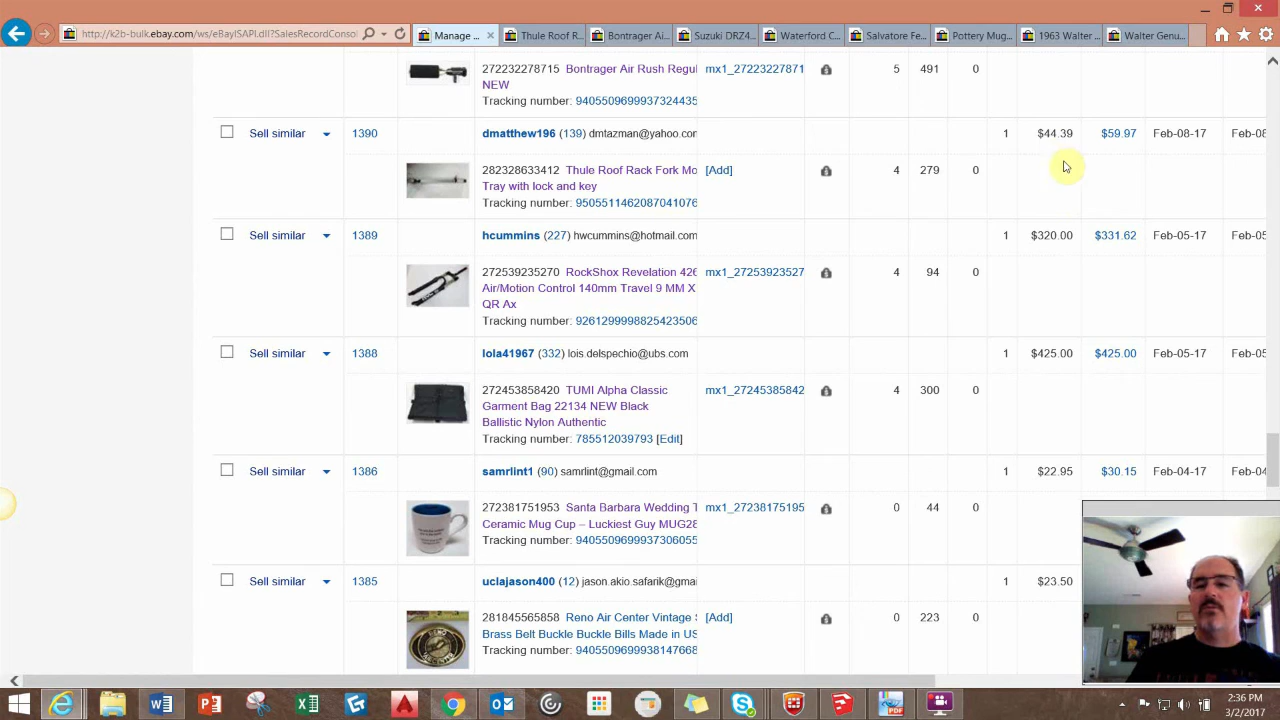 http://k2b-bulk.ebay.com/ws/eBayISAPI.dll?SalesRecordConso
Manage ...
Thule Roof R...
Bontrager Ai...
Suzuki DRZ4...
Waterford C...
Salvatore Fe...
Pottery Mug...
1963 Walter ...
Walter Genu...
272232278715 Bontrager Air Rush Regul mx1_27223227871 5 491 0
NEW
Tracking number: 9405509699937324435
Sell similar 1390 dmatthew196 (139) dmtazman@yahoo.com 1 $44.39 $59.97 Feb-08-17 Feb-08
282328633412 Thule Roof Rack Fork Mo [Add] 4 279 0
Tray with lock and key
Tracking number: 9505511462087041076
Sell similar 1389 hcummins (227) hwcummins@hotmail.com 1 $320.00 $331.62 Feb-05-17 Feb-05
272539235270 RockShox Revelation 426 mx1_27253923527 4 94 0
Air/Motion Control 140mm Travel 9 MM X
QR Ax
Tracking number: 9261299998825423506
Sell similar 1388 lola41967 (332) lois.delspechio@ubs.com 1 $425.00 $425.00 Feb-05-17 Feb-05
272453858420 TUMI Alpha Classic mx1_27245385842 4 300 0
Garment Bag 22134 NEW Black
Ballistic Nylon Authentic
Tracking number: 785512039793 [Edit]
Sell similar 1386 samrlint1 (90) samrlint@gmail.com 1 $22.95 $30.15 Feb-04-17 Feb-04
272381751953 Santa Barbara Wedding T mx1_27238175195 0 44 0
Ceramic Mug Cup – Luckiest Guy MUG28
Tracking number: 9405509699937306055
Sell similar 1385 uclajason400 (12) jason.akio.safarik@gmai 1 $23.50
281845565858 Reno Air Center Vintage [Add] 0 223 0
Brass Belt Buckle Buckle Bills Made in US
Tracking number: 9405509699938147668
2:36 PM
3/2/2017